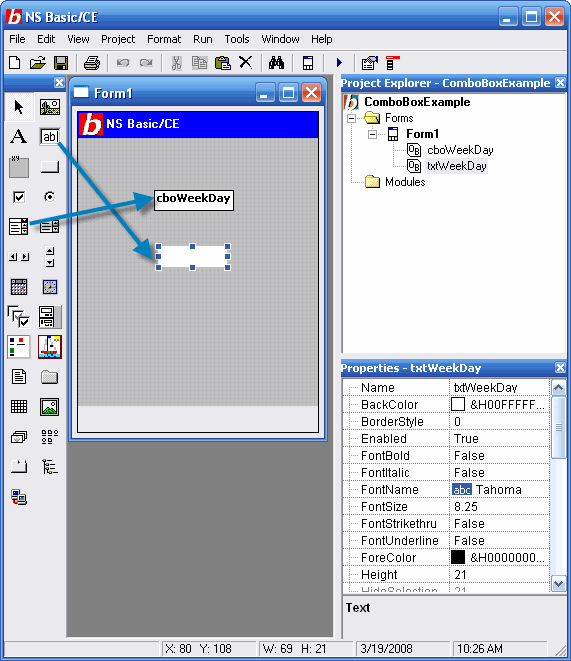 b NS Basic/CE
File Edit View Project Format Run Tools Window Help
Project Explorer - ComboBoxExample
Form1
b NS Basic/CE
A
ab
xy
cboWeekDay
b ComboBoxExample
Forms
Form1
cboWeekDay
txtWeekDay
Modules
Properties - txtWeekDay
Name txtWeekDay
BackColor &H00FFFFF...
BorderStyle 0
Enabled True
FontBold False
FontItalic False
FontName abc Tahoma
FontSize 8.25
FontStrikethru False
FontUnderline False
ForeColor &H0000000...
Height 21
HideSelection
Text
X: 80 Y: 108 W: 69 H: 21 3/19/2008 10:26 AM